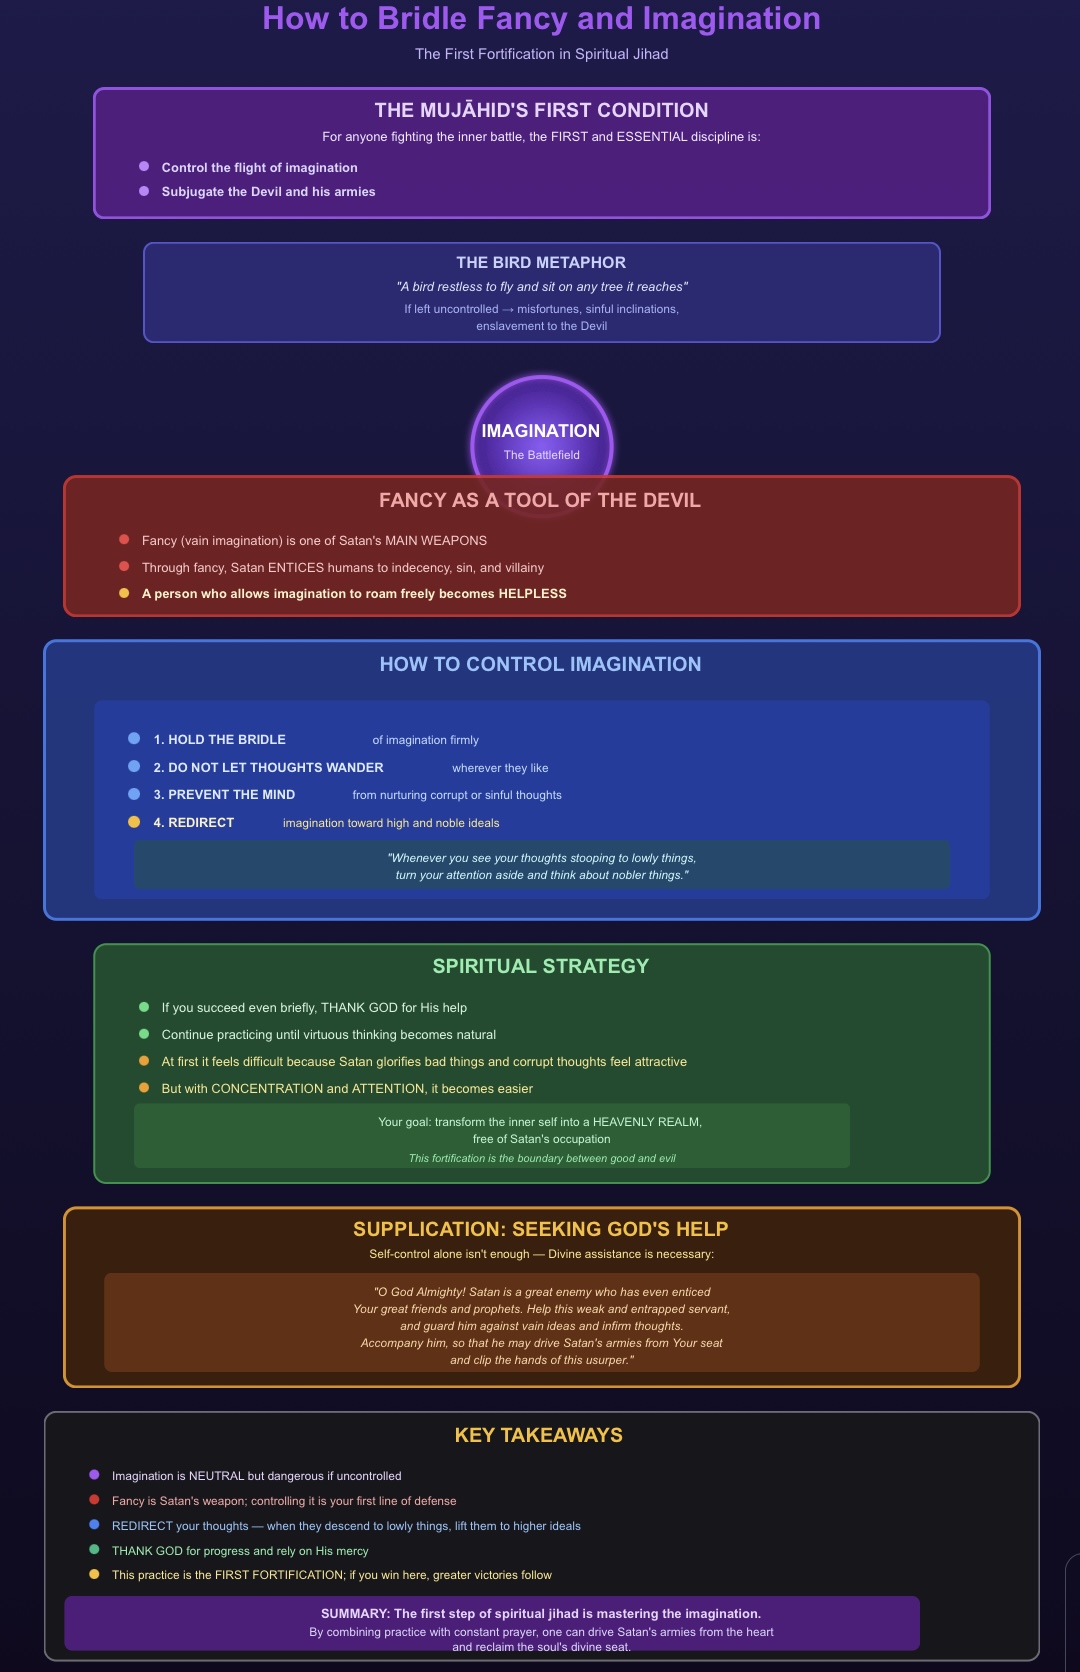 How to Bridle Fancy and Imagination
The First Fortification in Spiritual Jihad
THE MUJĀHID'S FIRST CONDITION
For anyone fighting the inner battle, the FIRST and ESSENTIAL discipline is:
Control the flight of imagination
Subjugate the Devil and his armies
THE BIRD METAPHOR
"A bird restless to fly and sit on any tree it reaches"
If left uncontrolled → misfortunes, sinful inclinations,
enslavement to the Devil
IMAGINATION
The Battlefield
FANCY AS A TOOL OF THE DEVIL
Fancy (vain imagination) is one of Satan's MAIN WEAPONS
Through fancy, Satan ENTICES humans to indecency, sin, and villainy
A person who allows imagination to roam freely becomes HELPLESS
HOW TO CONTROL IMAGINATION
1. HOLD THE BRIDLE of imagination firmly
2. DO NOT LET THOUGHTS WANDER wherever they like
3. PREVENT THE MIND from nurturing corrupt or sinful thoughts
4. REDIRECT imagination toward high and noble ideals
"Whenever you see your thoughts stooping to lowly things,
turn your attention aside and think about nobler things."
SPIRITUAL STRATEGY
If you succeed even briefly, THANK GOD for His help
Continue practicing until virtuous thinking becomes natural
At first it feels difficult because Satan glorifies bad things and corrupt thoughts feel attractive
But with CONCENTRATION and ATTENTION, it becomes easier
Your goal: transform the inner self into a HEAVENLY REALM,
free of Satan's occupation
This fortification is the boundary between good and evil
SUPPLICATION: SEEKING GOD'S HELP
Self-control alone isn't enough — Divine assistance is necessary:
"O God Almighty! Satan is a great enemy who has even enticed
Your great friends and prophets. Help this weak and entrapped servant,
and guard him against vain ideas and infirm thoughts.
Accompany him, so that he may drive Satan's armies from Your seat
and clip the hands of this usurper."
KEY TAKEAWAYS
Imagination is NEUTRAL but dangerous if uncontrolled
Fancy is Satan's weapon; controlling it is your first line of defense
REDIRECT your thoughts — when they descend to lowly things, lift them to higher ideals
THANK GOD for progress and rely on His mercy
This practice is the FIRST FORTIFICATION; if you win here, greater victories follow
SUMMARY: The first step of spiritual jihad is mastering the imagination.
By combining practice with constant prayer, one can drive Satan's armies from the heart
and reclaim the soul's divine seat.